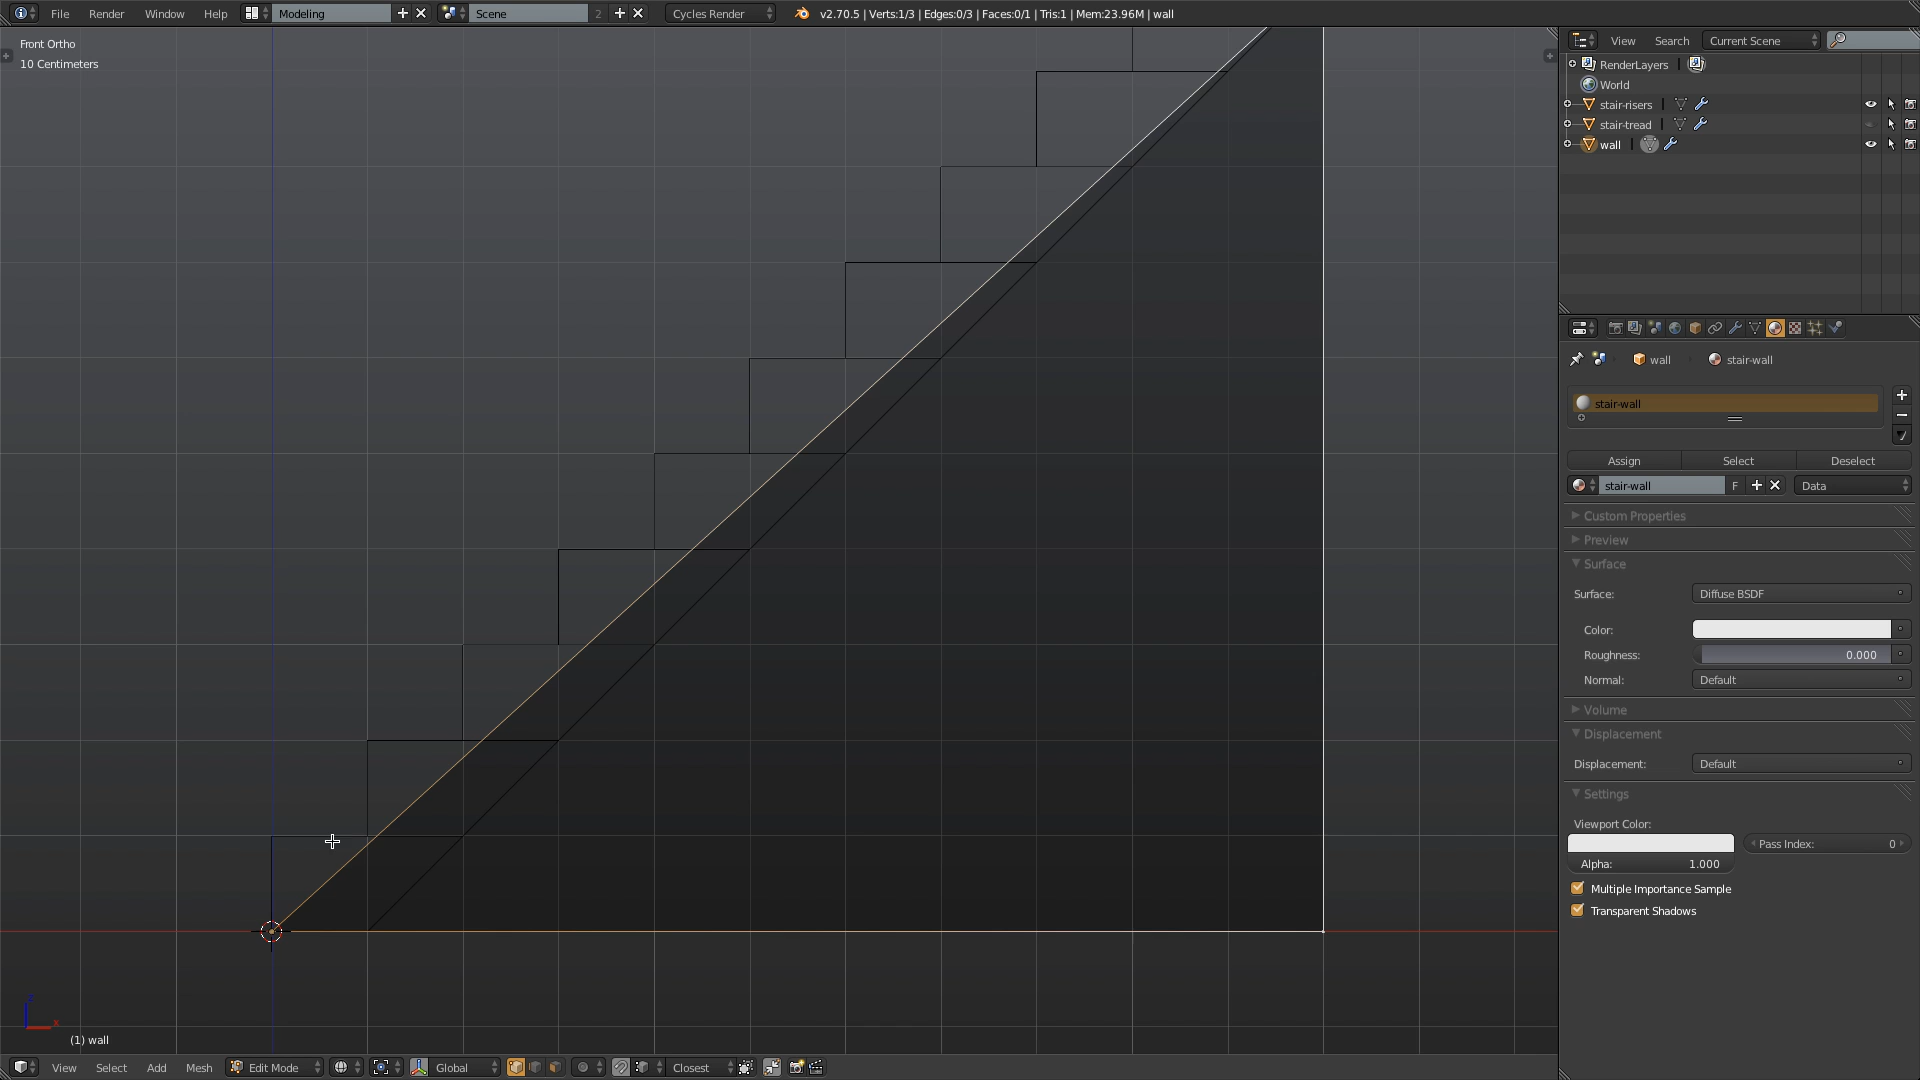 File Render Window Help Modeling Scene 2 Cycles Render v2.70.5 | Verts:1/3 | Edges:0/3 | Faces:0/1 | Tris:1 | Mem:23.96M | wall
Front Ortho
10 Centimeters
View Search Current Scene
RenderLayers
World
stair-risers
stair-tread
wall
wall stair-wall
stair-wall
Assign Select Deselect
stair-wall F Data
Custom Properties
Preview
Surface
Surface: Diffuse BSDF
Color:
Roughness: 0.000
Normal: Default
Volume
Displacement
Displacement: Default
Settings
Viewport Color:
Pass Index: 0
Alpha: 1.000
Multiple Importance Sample
Transparent Shadows
z
x
(1) wall
View Select Add Mesh Edit Mode Global Closest